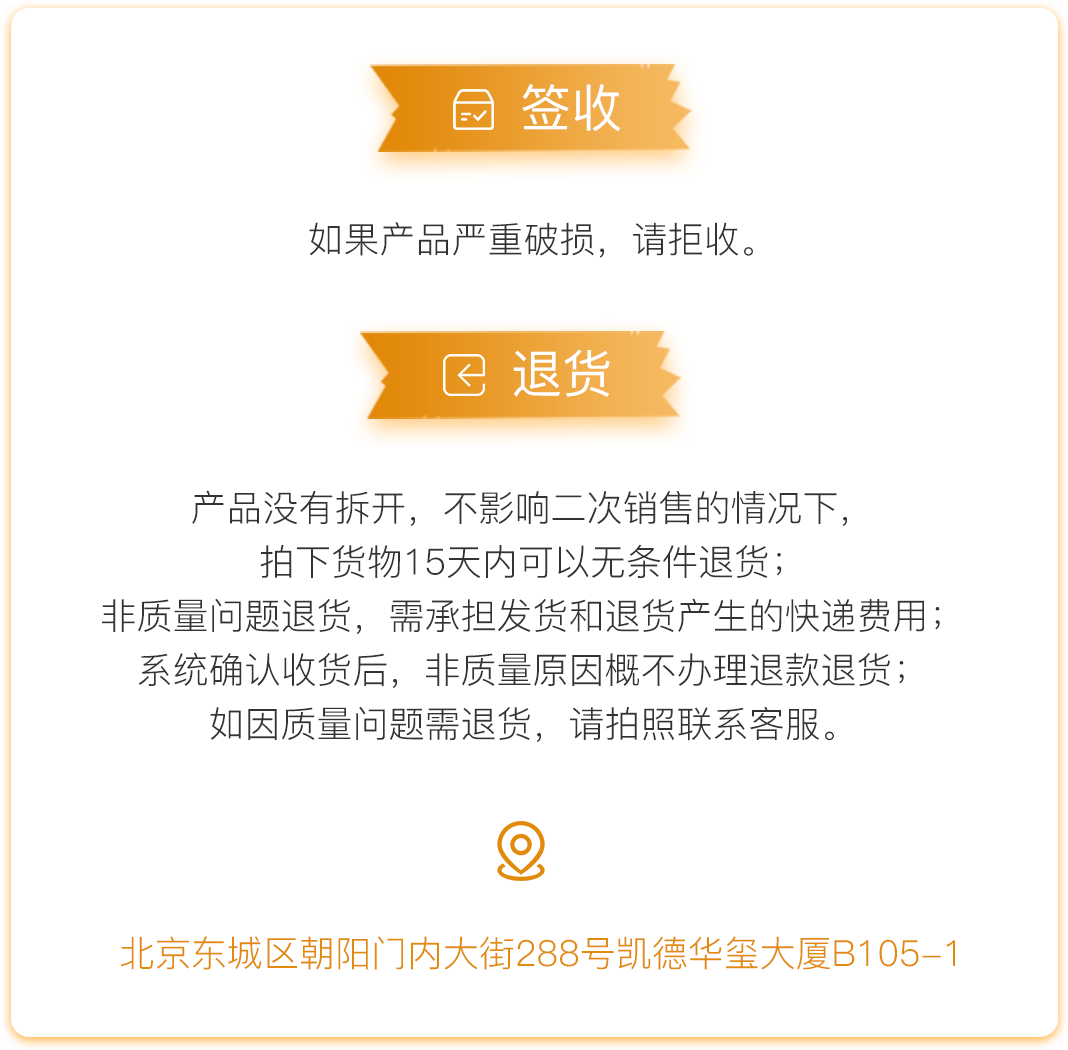 签收
如果产品严重破损，请拒收。
退货
产品没有拆开，不影响二次销售的情况下，
拍下货物15天内可以无条件退货；
非质量问题退货，需承担发货和退货产生的快递费用；
系统确认收货后，非质量原因概不办理退款退货；
如因质量问题需退货，请拍照联系客服。
北京东城区朝阳门内大街288号凯德华玺大厦B105-1